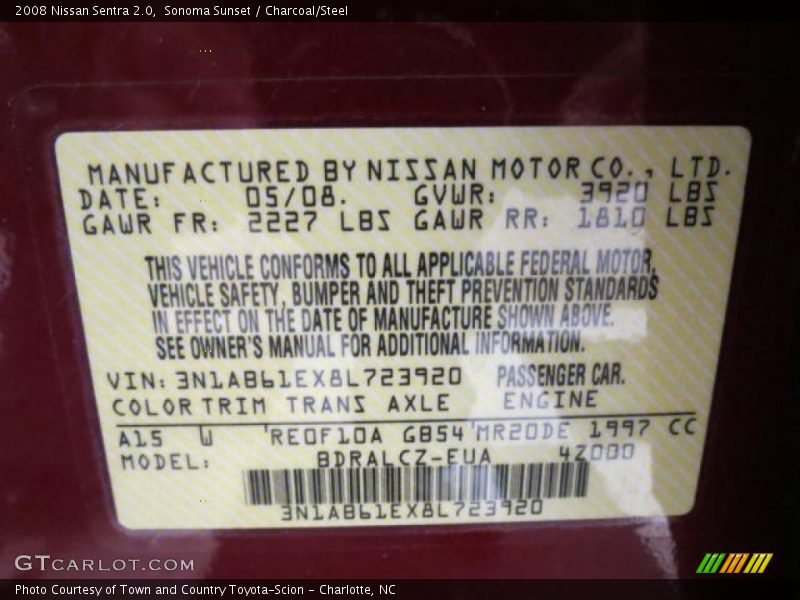 2008 Nissan Sentra 2.0,  Sonoma Sunset / Charcoal/Steel
MANUFACTURED BY NISSAN MOTOR CO., LTD.
DATE: 05/08. GVWR: 3920 LBS
GAWR FR: 2227 LBS GAWR RR: 1810 LBS
THIS VEHICLE CONFORMS TO ALL APPLICABLE FEDERAL MOTOR,
VEHICLE SAFETY, BUMPER AND THEFT PREVENTION STANDARDS
IN EFFECT ON THE DATE OF MANUFACTURE SHOWN ABOVE.
SEE OWNER'S MANUAL FOR ADDITIONAL INFORMATION.
VIN: 3N1AB61EX8L723920 PASSENGER CAR.
COLOR TRIM TRANS AXLE ENGINE
A15 W 'RE0F10A GB54'MR20DE 1997 CC
MODEL: BDRALCZ-EUA 4Z000
3N1AB61EX8L723920
GTCARLOT.COM
Photo Courtesy of Town and Country Toyota-Scion - Charlotte, NC